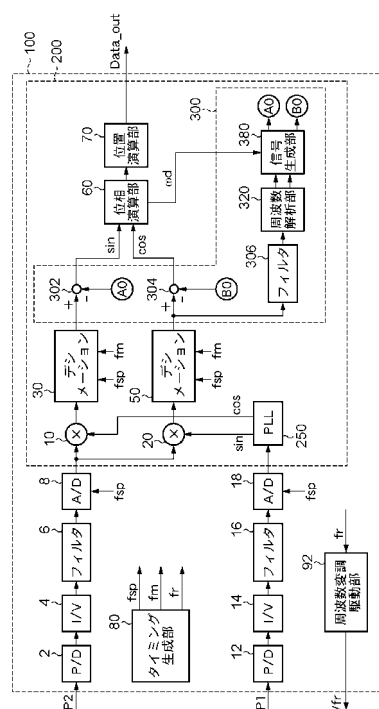 100
200
Data_out
70
位置
演算部
60
位相
演算部
ωd
300
A0
B0
380
信号
生成部
320
周波数
解析部
306
フィルタ
sin
cos
302
+
-
A0
304
+
-
B0
30
デシ
メーション
fsp
fm
50
デシ
メーション
fsp
fm
10
×
20
×
cos
sin
PLL
250
P2
2
P/D
4
I/V
6
フィルタ
8
A/D
fsp
80
タイミング
生成部
fsp
fm
fr
P1
12
P/D
14
I/V
16
フィルタ
18
A/D
fsp
92
周波数変調
駆動部
fr
/fr